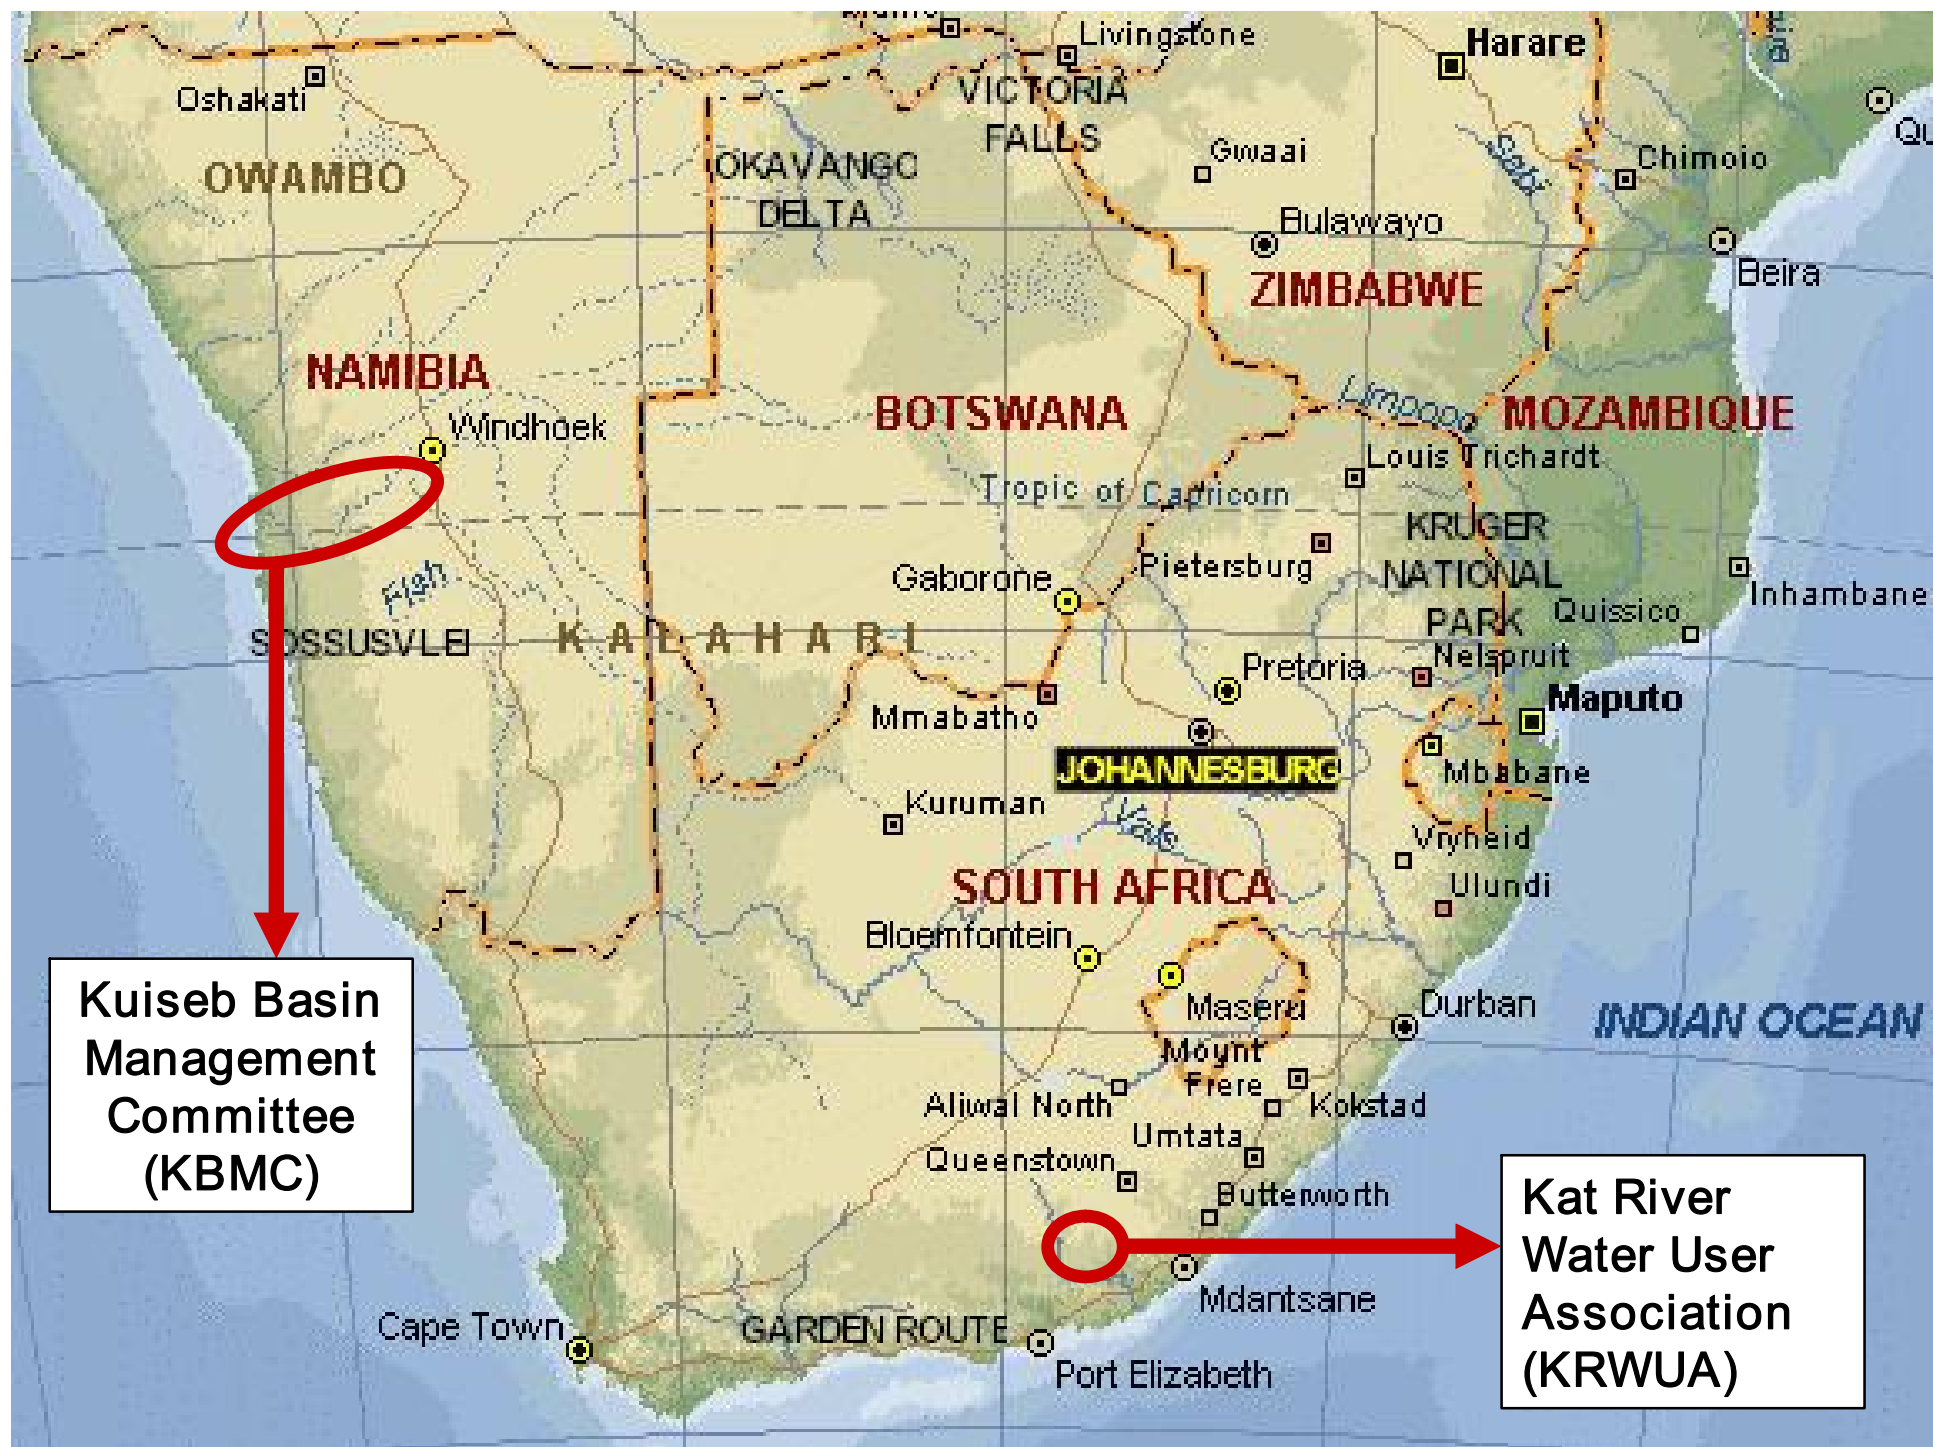 Livingstone
Harare
Oshakati
VICTORIA
FALLS
Gwaai
Sabi
Chimoio
OWAMBO
OKAVANGO
DELTA
Bulawayo
Beira
ZIMBABWE
NAMIBIA
Windhoek
BOTSWANA
Limpopo
MOZAMBIQUE
Louis Trichardt
Tropic of Capricorn
KRUGER
NATIONAL
PARK
Pietersburg
Gaborone
Fish
Quissico
Inhambane
SOSSUSVLEI
KALAHARI
Nelspruit
Pretoria
Maputo
Mmabatho
JOHANNESBURG
Mbabane
Kuruman
Vaal
Vryheid
Ulundi
SOUTH AFRICA
Bloemfontein
Maseru
Durban
INDIAN OCEAN
Mount
Frere
Aliwal North
Kokstad
Umtata
Queenstown
Butterworth
Mdantsane
Cape Town
GARDEN ROUTE
Port Elizabeth
Kuiseb Basin
Management
Committee
(KBMC)
Kat River
Water User
Association
(KRWUA)